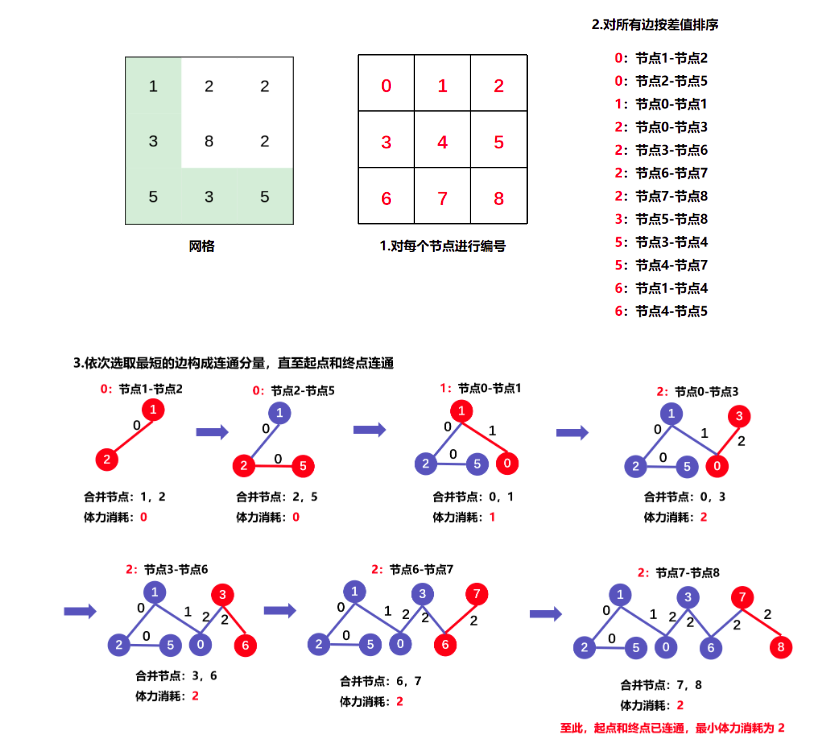 2.对所有边按差值排序
0：节点1-节点2
0：节点2-节点5
1：节点0-节点1
2：节点0-节点3
2：节点3-节点6
2：节点6-节点7
2：节点7-节点8
3：节点5-节点8
5：节点3-节点4
5：节点4-节点7
6：节点1-节点4
6：节点4-节点5
1 2 2
3 8 2
5 3 5
网格
0 1 2
3 4 5
6 7 8
1.对每个节点进行编号
3.依次选取最短的边构成连通分量，直至起点和终点连通
0：节点1-节点2
1
0
2
合并节点：1，2
体力消耗：0
0：节点2-节点5
1
0
0
2 5
合并节点：2，5
体力消耗：0
1：节点0-节点1
1
0 1
0
2 5 0
合并节点：0，1
体力消耗：1
2：节点0-节点3
1 3
0 1 2
0
2 5 0
合并节点：0，3
体力消耗：2
2：节点3-节点6
1 3
0 1 2 2
0
2 5 0 6
合并节点：3，6
体力消耗：2
2：节点6-节点7
1 3 7
0 1 2 2 2
0
2 5 0 6
合并节点：6，7
体力消耗：2
2：节点7-节点8
1 3 7
0 1 2 2 2 2
0
2 5 0 6 8
合并节点：7，8
体力消耗：2
至此，起点和终点已连通，最小体力消耗为 2